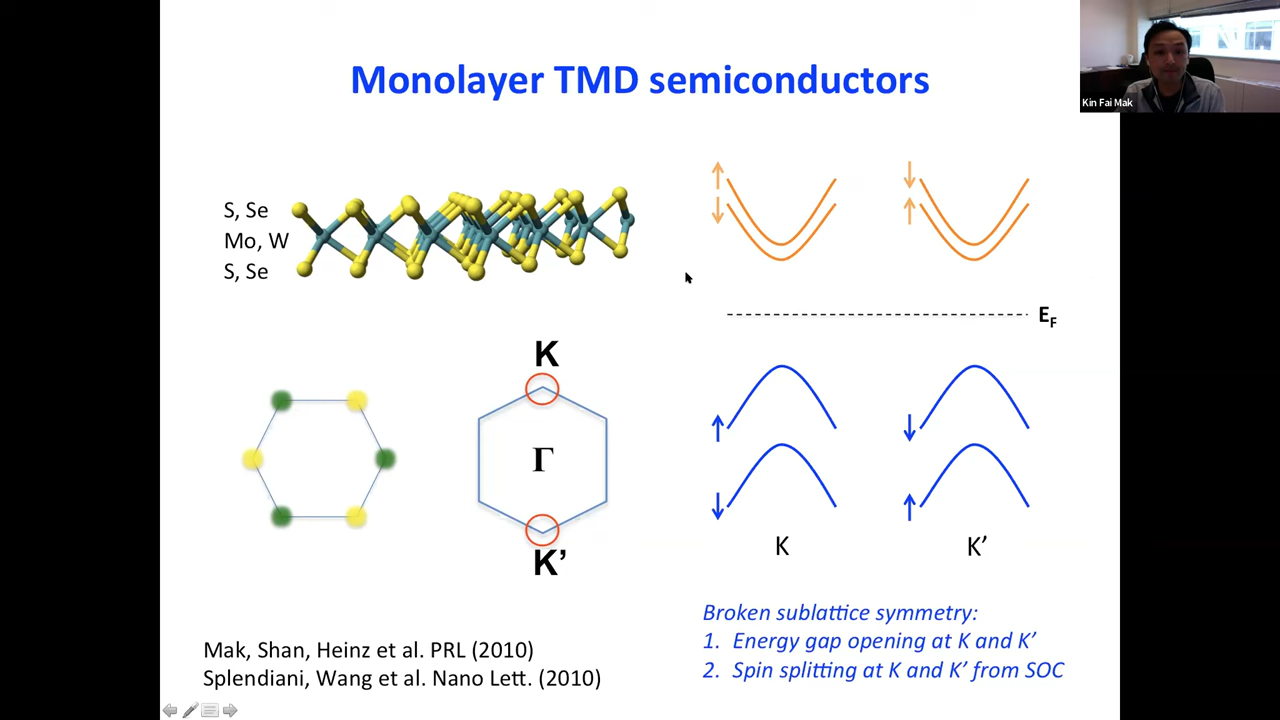 Monolayer TMD semiconductors
Kin Fai Mak
S, Se
Mo, W
S, Se
E_F
K
Γ
K’
K
K’
Broken sublattice symmetry:
1. Energy gap opening at K and K’
2. Spin splitting at K and K’ from SOC
Mak, Shan, Heinz et al. PRL (2010)
Splendiani, Wang et al. Nano Lett. (2010)